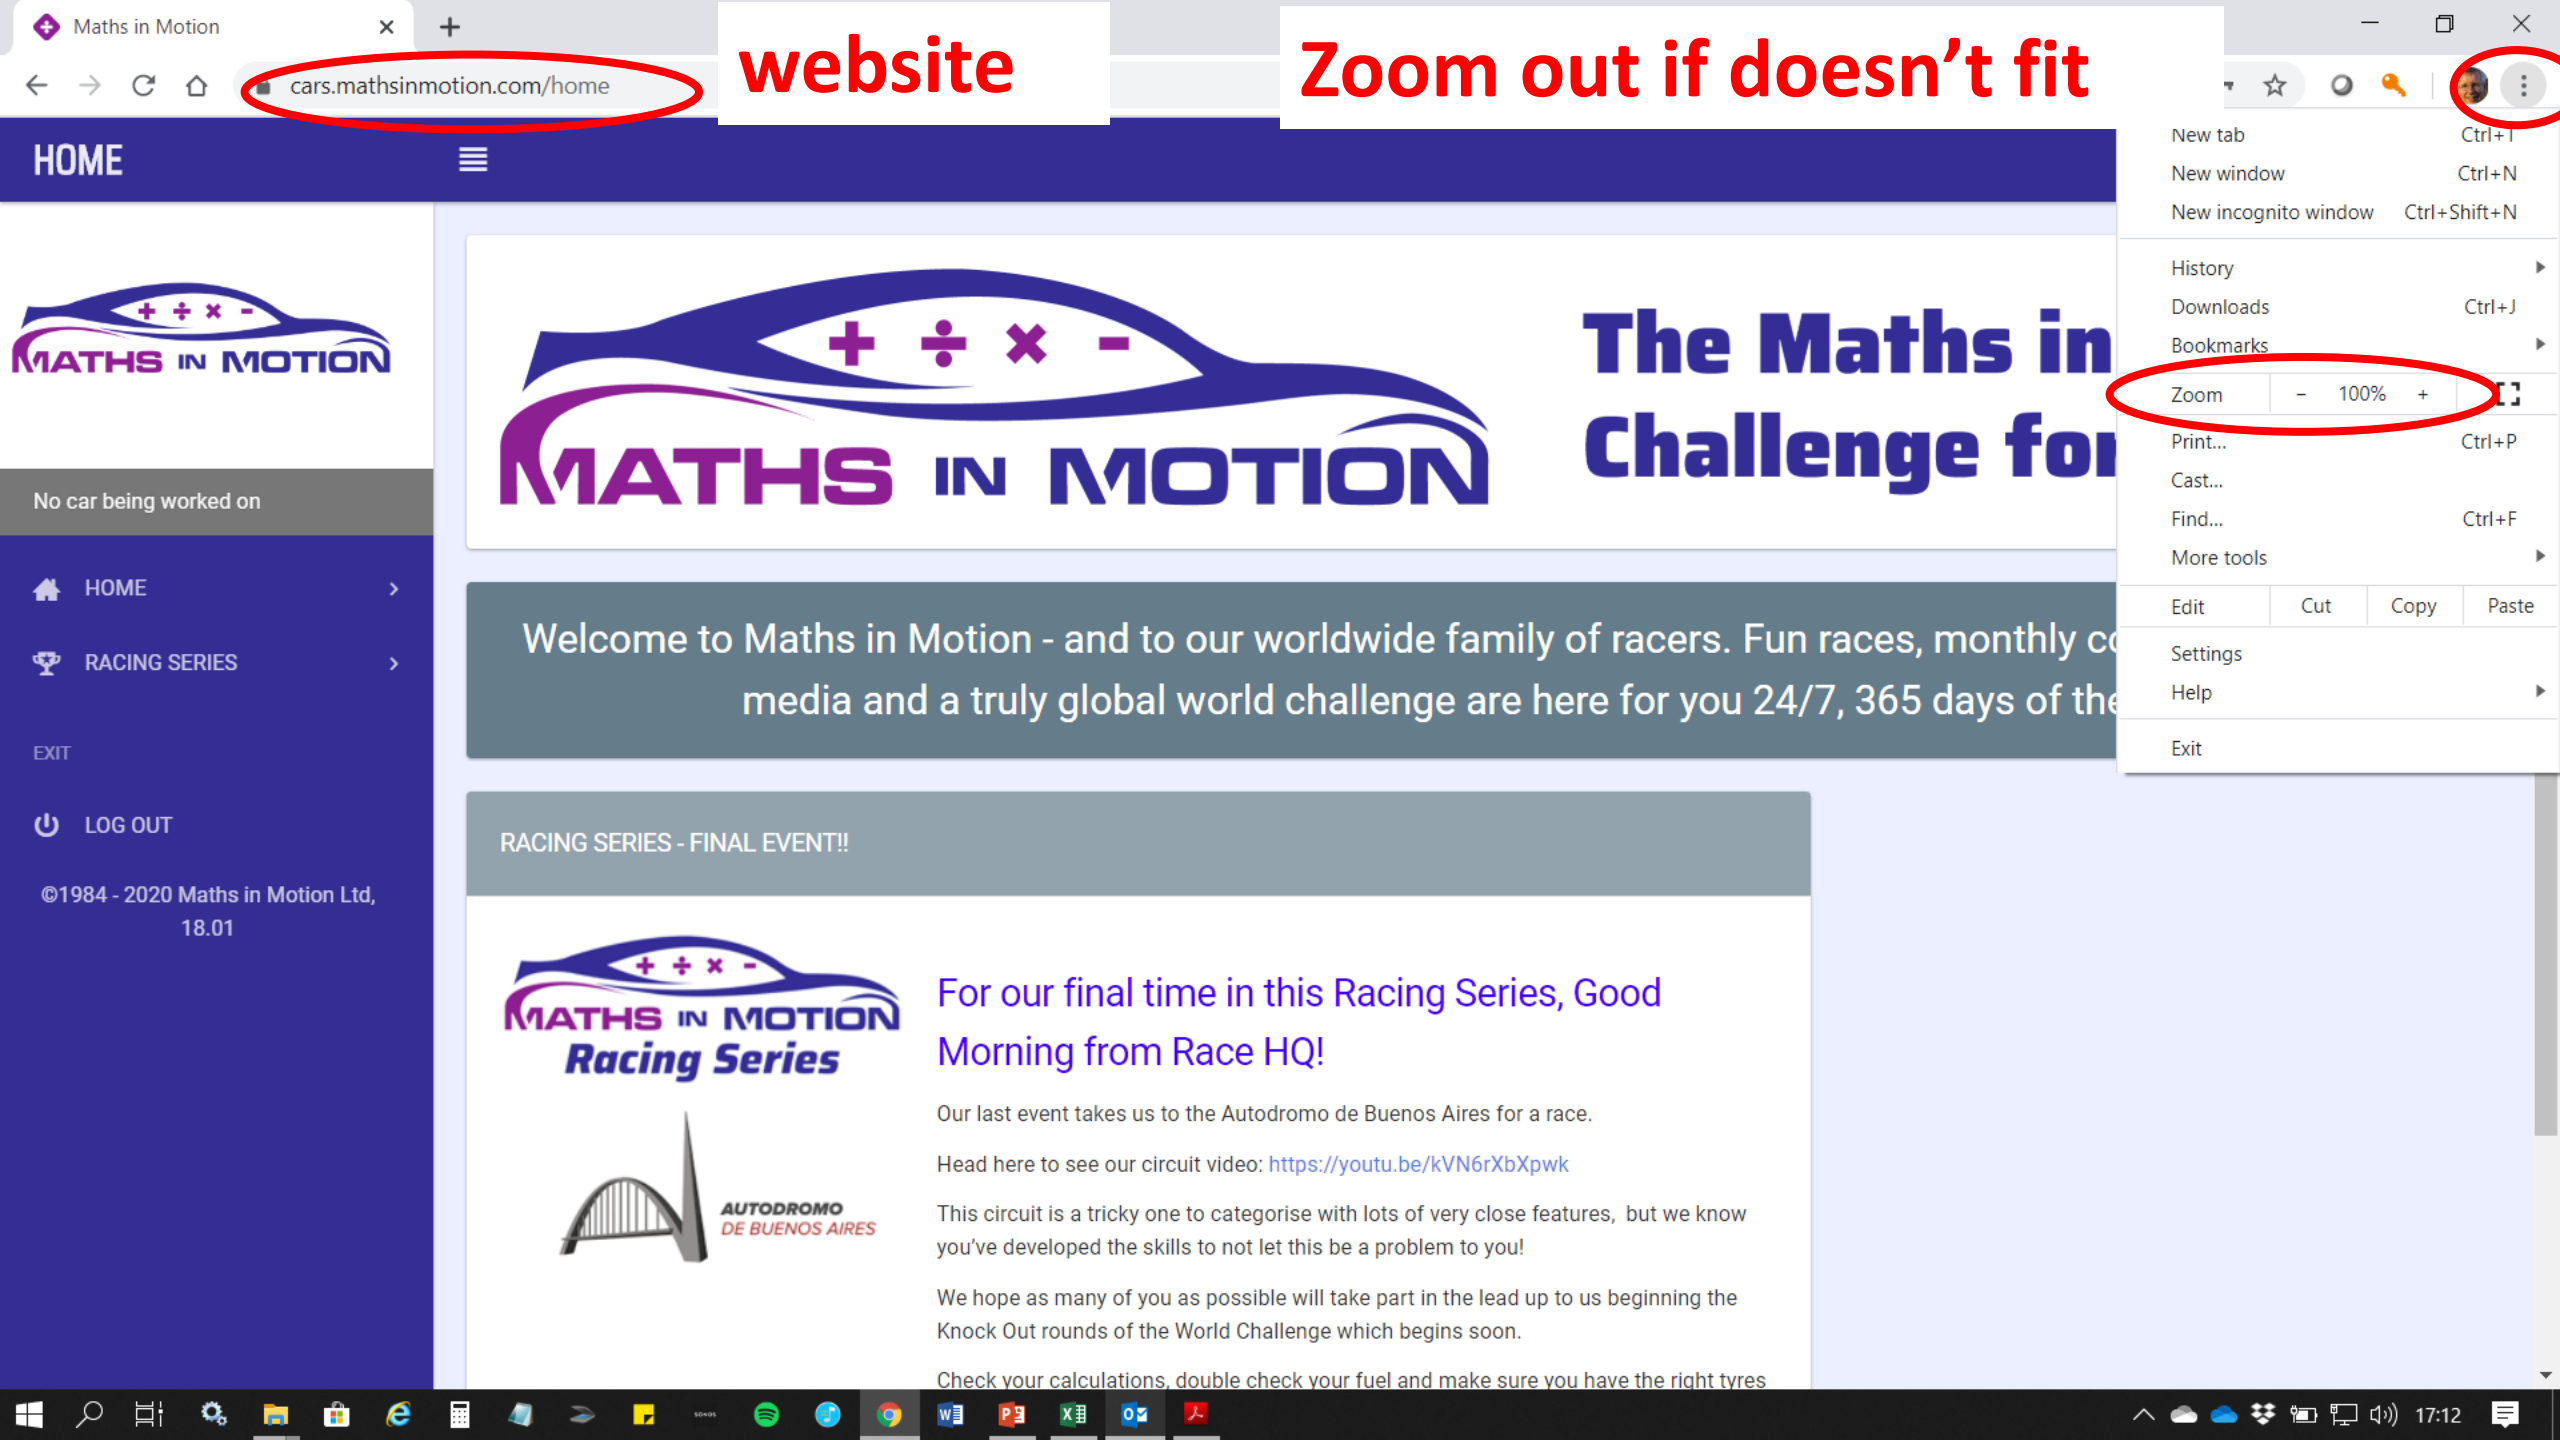 Maths in Motion
website
Zoom out if doesn't fit
cars.mathsinmotion.com/home
HOME
New tab Ctrl+T
New window Ctrl+N
New incognito window Ctrl+Shift+N
History
Downloads Ctrl+J
Bookmarks
Zoom - 100% +
Print... Ctrl+P
Cast...
Find... Ctrl+F
More tools
Edit Cut Copy Paste
Settings
Help
Exit
MATHS IN MOTION
No car being worked on
HOME
RACING SERIES
EXIT
LOG OUT
©1984 - 2020 Maths in Motion Ltd,
18.01
MATHS IN MOTION
The Maths in
Challenge for
Welcome to Maths in Motion - and to our worldwide family of racers. Fun races, monthly
media and a truly global world challenge are here for you 24/7, 365 days of the
RACING SERIES - FINAL EVENT!!
MATHS IN MOTION
Racing Series
AUTODROMO
DE BUENOS AIRES
For our final time in this Racing Series, Good
Morning from Race HQ!
Our last event takes us to the Autodromo de Buenos Aires for a race.
Head here to see our circuit video: https://youtu.be/kVN6rXbXpwk
This circuit is a tricky one to categorise with lots of very close features, but we know
you've developed the skills to not let this be a problem to you!
We hope as many of you as possible will take part in the lead up to us beginning the
Knock Out rounds of the World Challenge which begins soon.
Check your calculations, double check your fuel and make sure you have the right tyres
SONOS
17:12